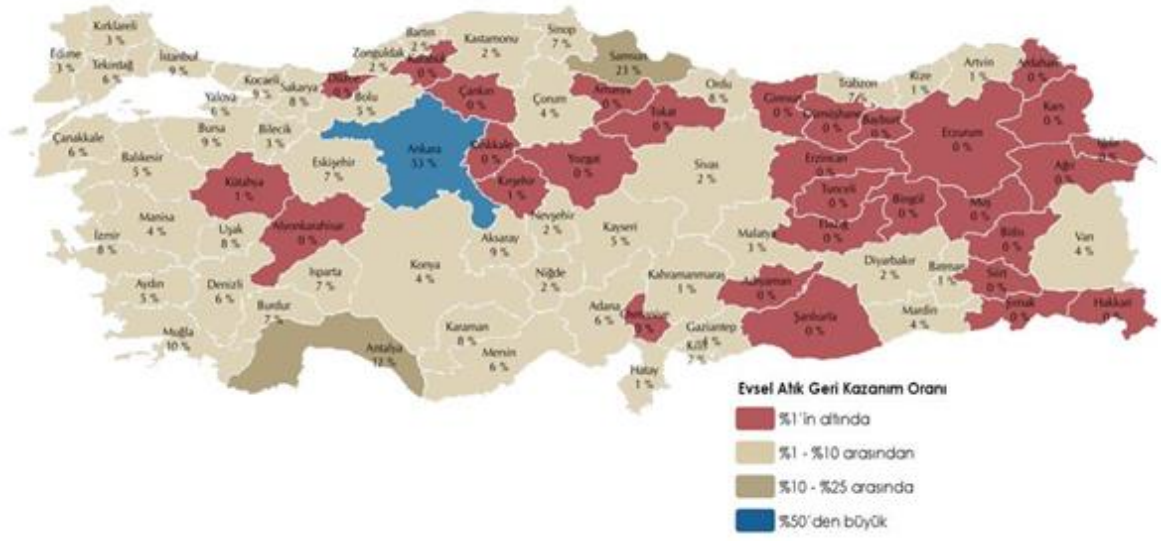 Kırklareli
3 %
Edirne
3 %
Tekirdağ
6 %
İstanbul
9 %
Kocaeli
9 %
Yalova
6 %
Sakarya
8 %
Düzce
0 %
Bolu
5 %
Zonguldak
2 %
Bartın
2 %
Karabük
0 %
Kastamonu
2 %
Çankırı
0 %
Sinop
7 %
Samsun
23 %
Çorum
4 %
Amasya
0 %
Tokat
0 %
Ordu
8 %
Giresun
0 %
Trabzon
7 %
Gümüşhane
0 %
Bayburt
0 %
Rize
1 %
Artvin
1 %
Ardahan
0 %
Kars
0 %
Iğdır
0 %
Ağrı
0 %
Erzurum
0 %
Erzincan
0 %
Tunceli
0 %
Bingöl
0 %
Muş
0 %
Elazığ
0 %
Bitlis
0 %
Van
4 %
Çanakkale
6 %
Balıkesir
5 %
Bursa
9 %
Bilecik
3 %
Eskişehir
7 %
Ankara
53 %
Kırıkkale
0 %
Kırşehir
1 %
Yozgat
0 %
Sivas
2 %
Kütahya
1 %
Afyonkarahisar
0 %
Manisa
4 %
Uşak
8 %
İzmir
8 %
Aydın
5 %
Denizli
6 %
Muğla
10 %
Burdur
7 %
Isparta
7 %
Antalya
12 %
Konya
4 %
Aksaray
9 %
Nevşehir
2 %
Niğde
2 %
Kayseri
5 %
Karaman
8 %
Mersin
6 %
Adana
6 %
Osmaniye
0 %
Hatay
1 %
Kahramanmaraş
1 %
Gaziantep
Kilis
Malatya
Adıyaman
0 %
Şanlıurfa
0 %
Diyarbakır
2 %
Batman
1 %
Mardin
4 %
Siirt
0 %
Şırnak
0 %
Hakkari
0 %
Evsel Atık Geri Kazanım Oranı
%1'in altında
%1 - %10 arasından
%10 - %25 arasında
%50'den büyük